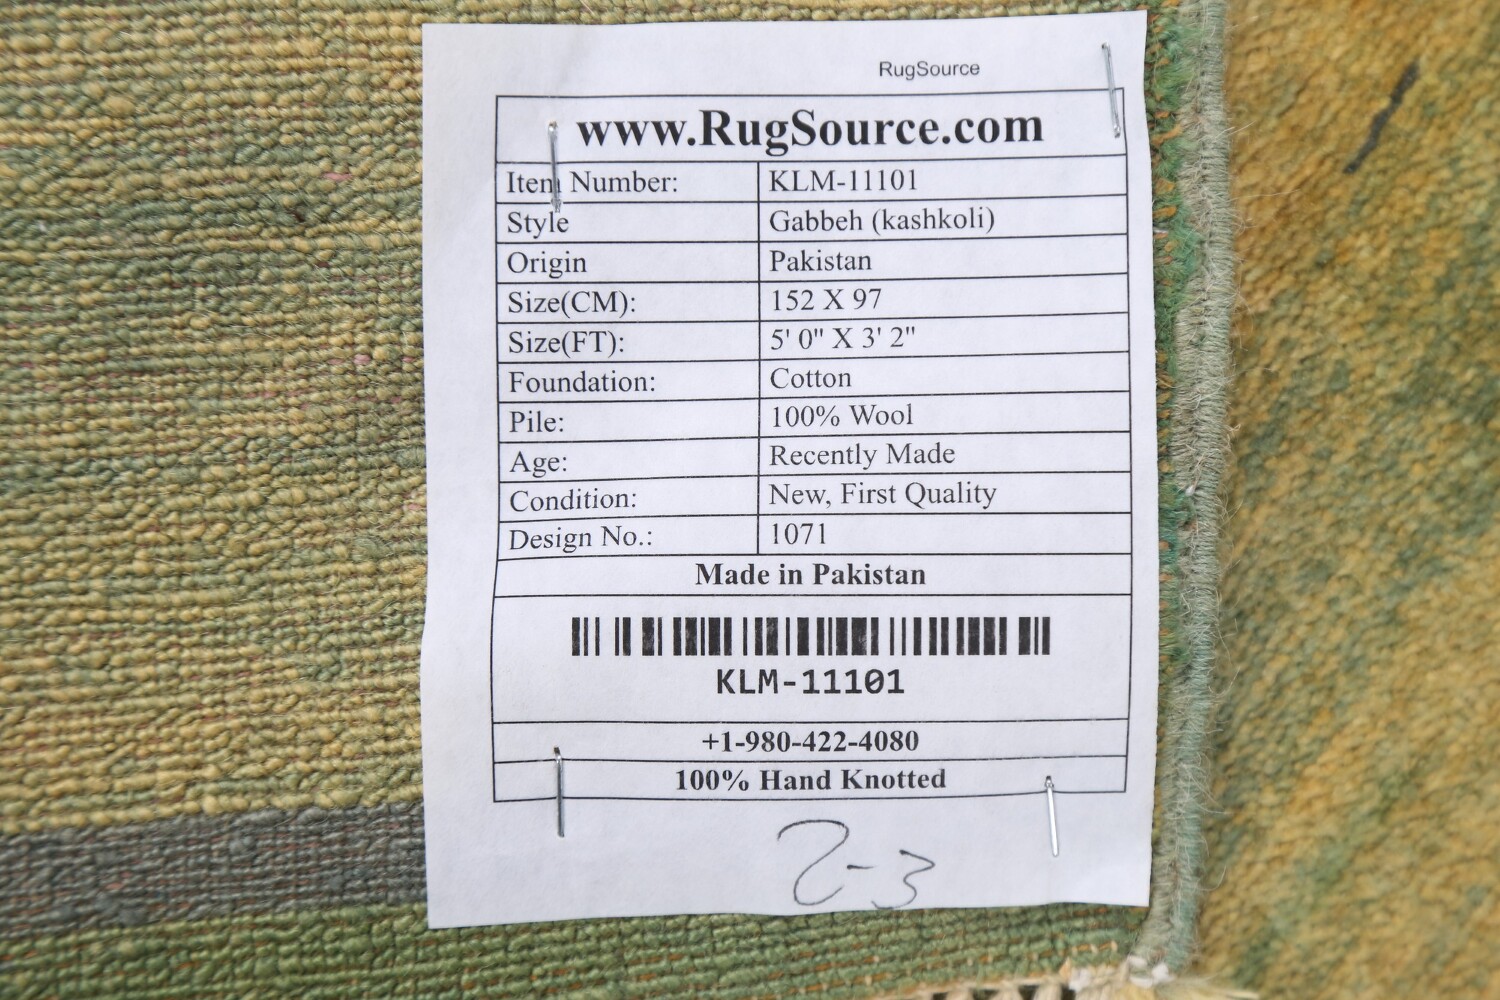 RugSource
www.RugSource.com
Item Number: KLM-11101
Style Gabbeh (kashkoli)
Origin Pakistan
Size(CM): 152 X 97
Size(FT): 5' 0" X 3' 2"
Foundation: Cotton
Pile: 100% Wool
Age: Recently Made
Condition: New, First Quality
Design No.: 1071
Made in Pakistan
KLM-11101
+1-980-422-4080
100% Hand Knotted